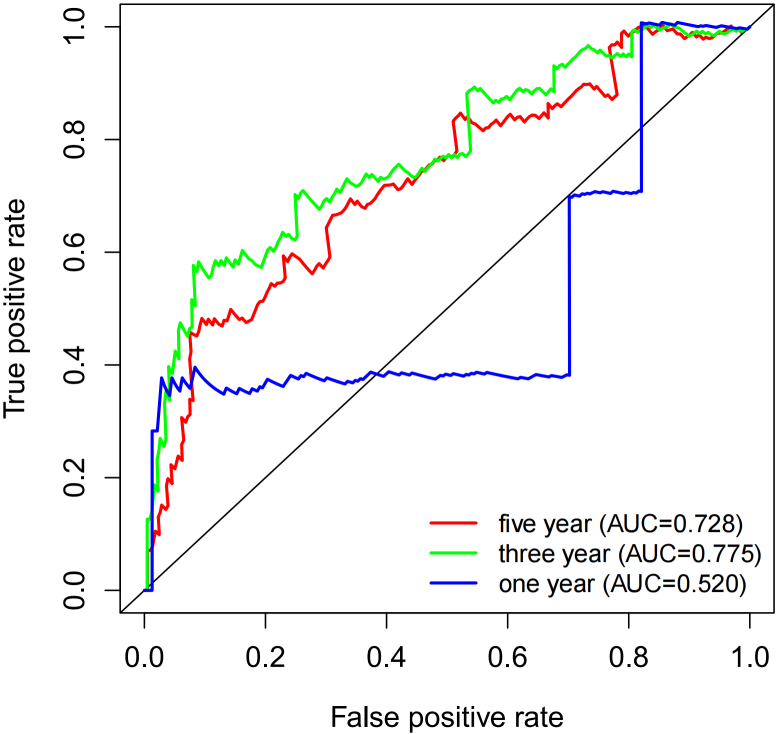 True positive rate
1.0
0.8
0.6
0.4
0.2
0.0
five year (AUC=0.728)
three year (AUC=0.775)
one year (AUC=0.520)
0.0 0.2 0.4 0.6 0.8 1.0
False positive rate